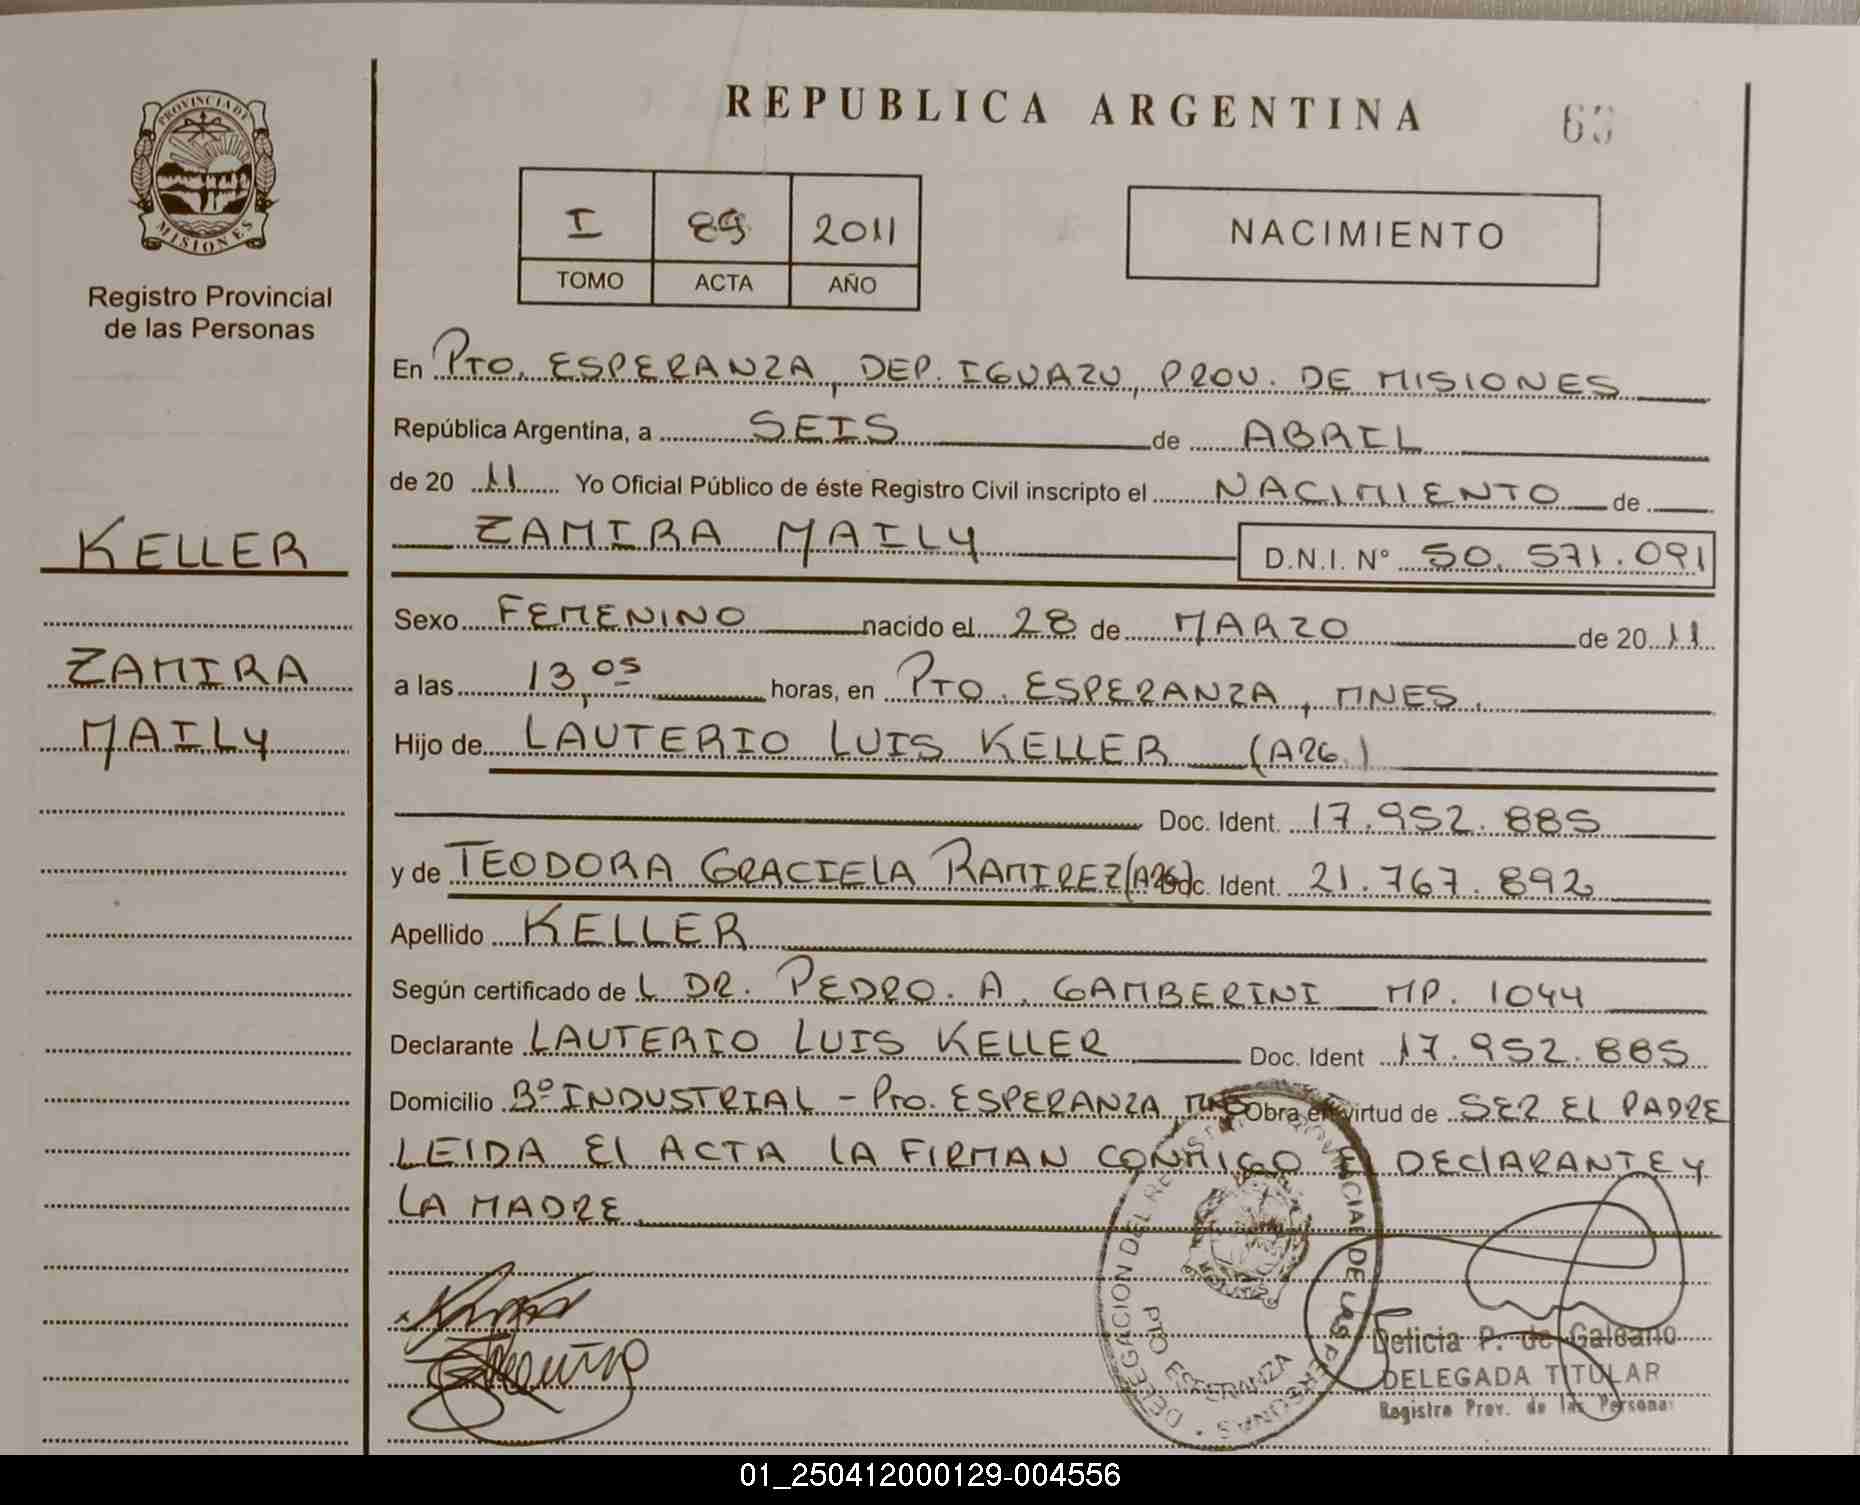 REPUBLICA ARGENTINA
PROVINCIA DE
MISIONES
Registro Provincial
de las Personas
I 89 2011
TOMO ACTA AÑO
NACIMIENTO
En PTO. ESPERANZA, DEP. IGUAZU, PROV. DE MISIONES
República Argentina, a SEIS de ABRIL
de 20 11 Yo Oficial Público de éste Registro Civil inscripto el NACIMIENTO de
ZAMIRA MAILY D.N.I. N° 50.571.091
KELLER
ZAMIRA
MAILY
Sexo FEMENINO nacido el 28 de MARZO de 20 11
a las 13,05 horas, en PTO. ESPERANZA, MNES.
Hijo de LAUTERIO LUIS KELLER (ARG.)
Doc. Ident. 17.952.885
y de TEODORA GRACIELA RAMIREZ (ARG) Doc. Ident. 21.767.892
Apellido KELLER
Según certificado de L DR. PEDRO. A. GAMBERINI MP. 1044
Declarante LAUTERIO LUIS KELLER Doc. Ident 17.952.885
Domicilio B° INDUSTRIAL - PTO. ESPERANZA MNES Obra en virtud de SER EL PADRE
LEIDA El ACTA LA FIRMAN CONMIGO El DEClARANTE y
LA MADRE
DELEGACION DEL REGISTRO PROVINCIAL DE LAS PERSONAS
PTO ESPERANZA
Delicia P. de Galeano
DELEGADA TITULAR
Registro Prov. de las Personas
01_250412000129-004556